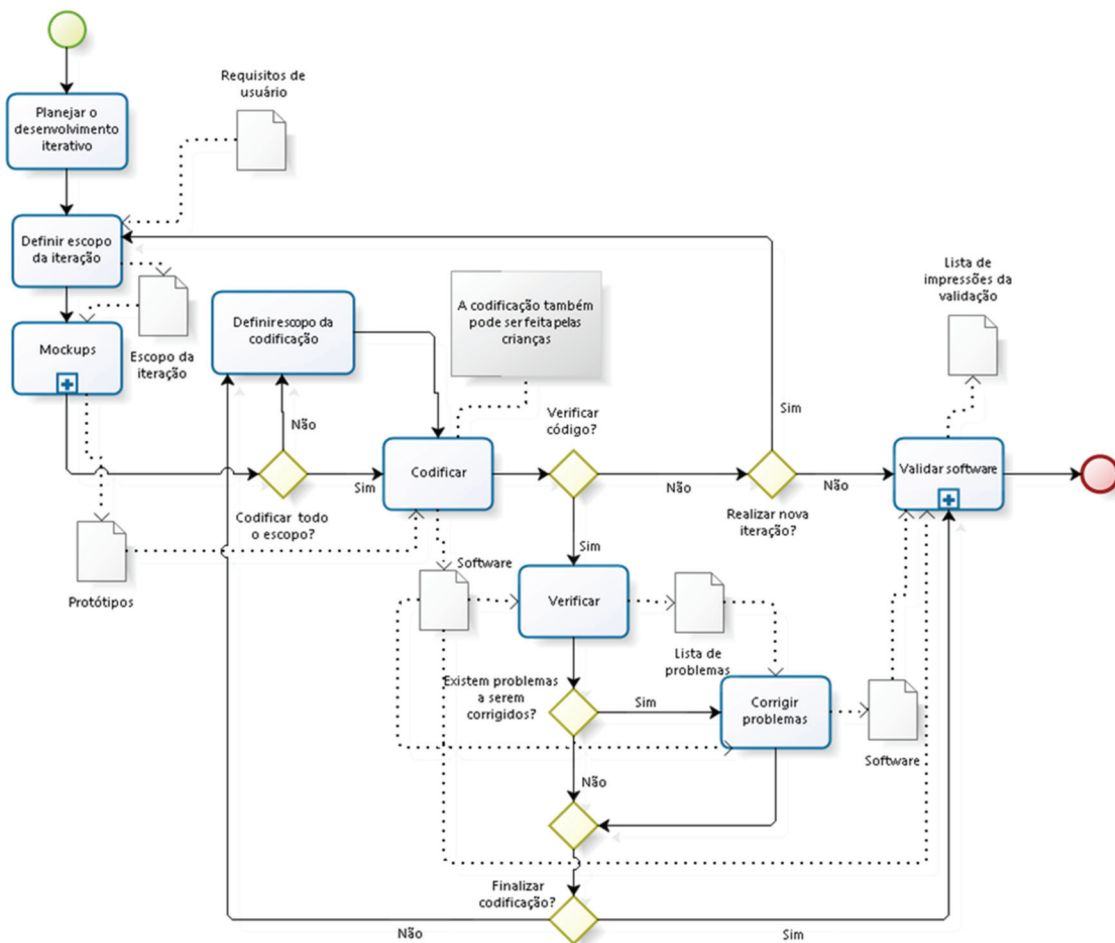 Requisitos de
usuário
Planejar o
desenvolvimento
iterativo
Definir escopo
da iteração
Lista de
impressões da
validação
A codificação também
pode ser feita pelas
crianças
Definir escopo da
codificação
Mockups
Escopo da
iteração
Sim
Não
Verificar
código?
Codificar
Validar software
Sim
Não
Não
Codificar todo
o escopo?
Realizar nova
iteração?
Sim
Software
Protótipos
Verificar
Lista de
problemas
Existem problemas
a serem
corrigidos?
Sim
Corrigir
problemas
Software
Não
Finalizar
codificação?
Não
Sim